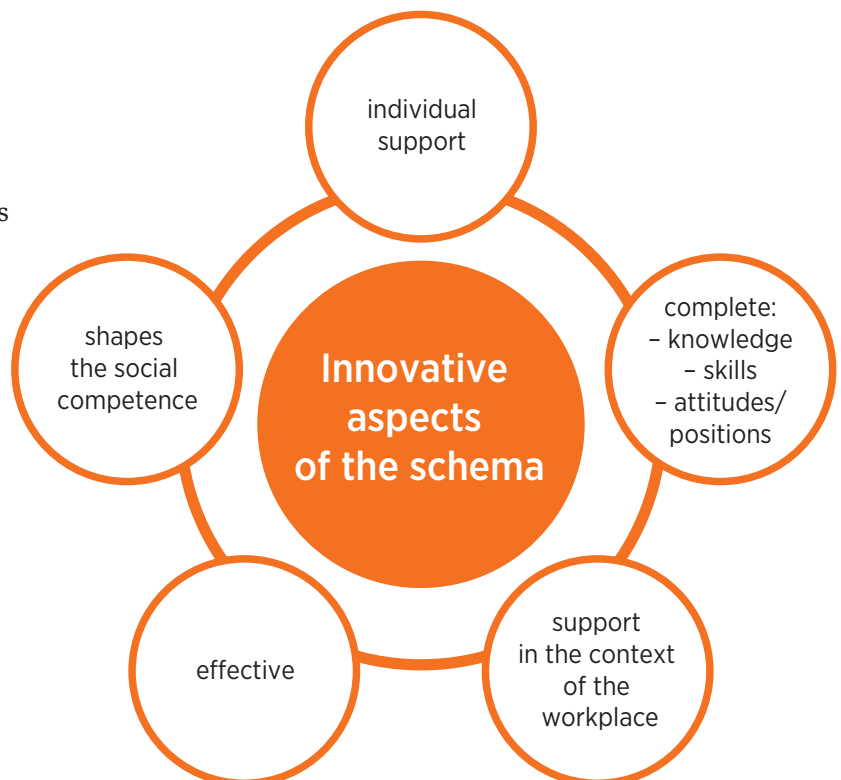 individual
support
s
complete:
– knowledge
– skills
– attitudes/
positions
shapes
the social
competence
Innovative
aspects
of the schema
support
in the context
of the
workplace
effective